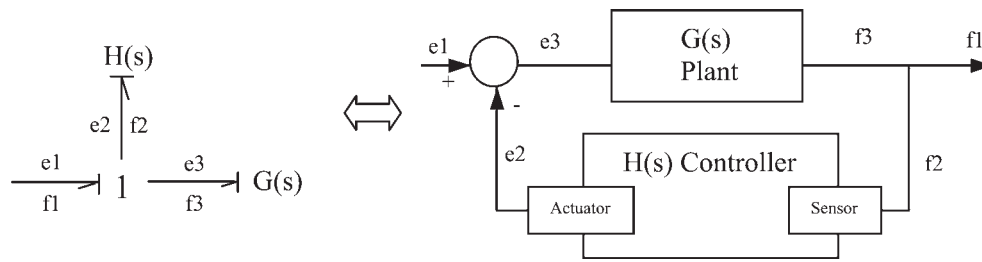 H(s)
e2 f2
e1
f1
1
e3
f3
G(s)
e1
+
-
e3
G(s)
Plant
f3
f1
e2
H(s) Controller
f2
Actuator
Sensor